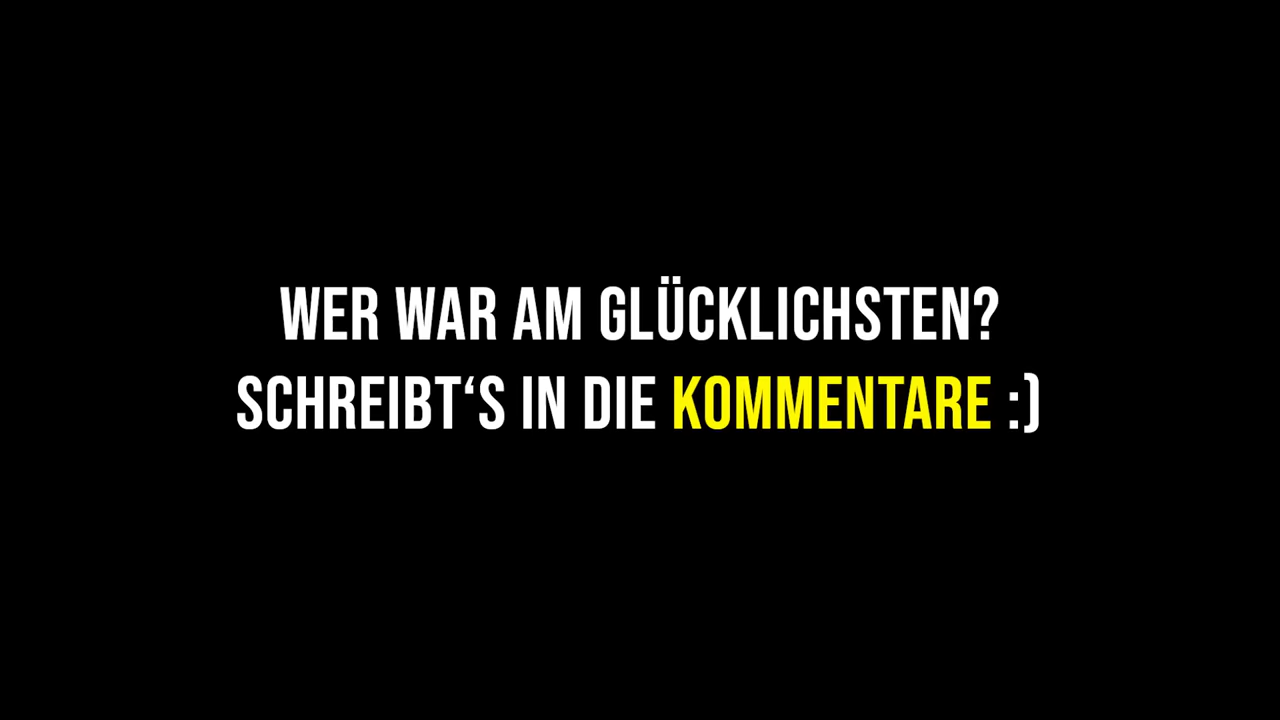 WER WAR AM GLÜCKLICHSTEN?
SCHREIBT‘S IN DIE KOMMENTARE :)